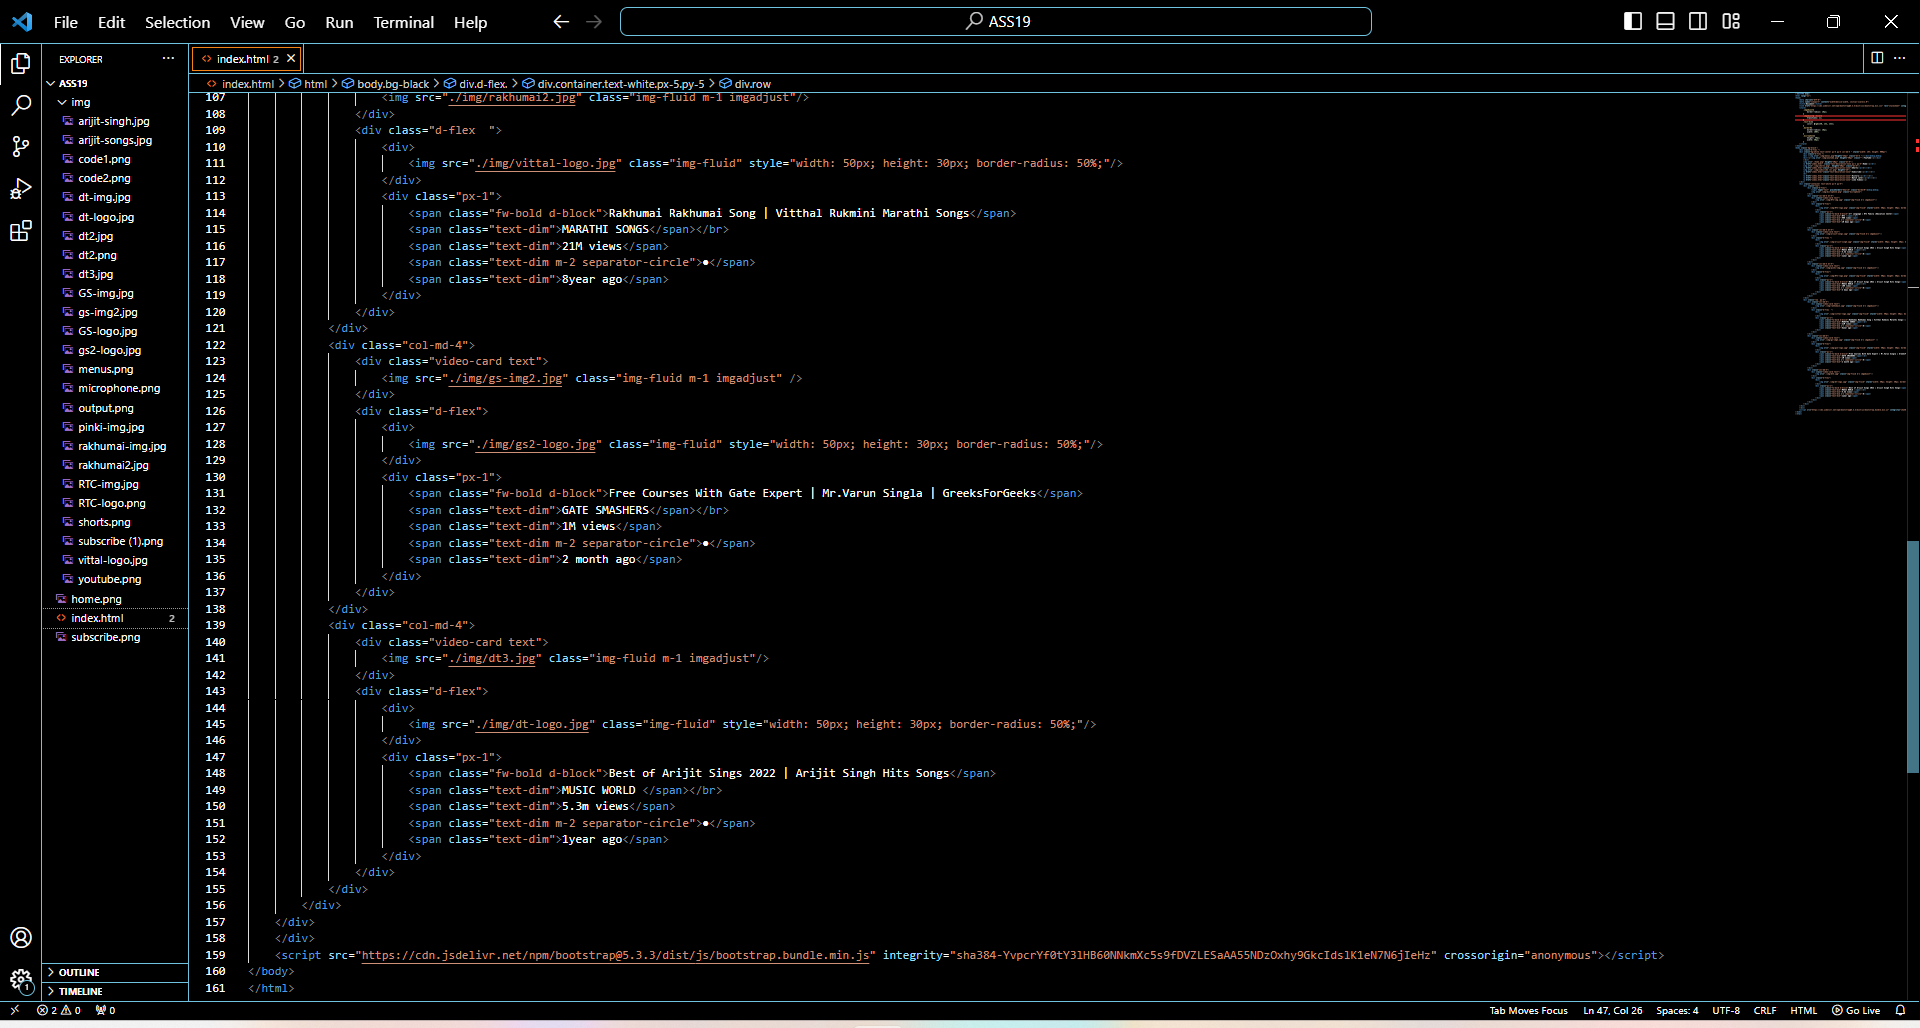 File Edit Selection View Go Run Terminal Help
ASS19
EXPLORER
index.html 2
ASS19
index.html > html > body.bg-black > div.d-flex. > div.container.text-white.px-5.py-5 > div.row
img
arijit-singh.jpg
arijit-songs.jpg
code1.png
code2.png
dt-img.jpg
dt-logo.jpg
dt2.jpg
dt2.png
dt3.jpg
GS-img.jpg
gs-img2.jpg
GS-logo.jpg
gs2-logo.jpg
menus.png
microphone.png
output.png
pinki-img.jpg
rakhumai-img.jpg
rakhumai2.jpg
RTC-img.jpg
RTC-logo.png
shorts.png
subscribe (1).png
vittal-logo.jpg
youtube.png
home.png
index.html 2
subscribe.png
OUTLINE
TIMELINE
107 <img src="./img/rakhumai2.jpg" class="img-fluid m-1 imgadjust"/>
108 </div>
109 <div class="d-flex  ">
110 <div>
111 <img src="./img/vittal-logo.jpg" class="img-fluid" style="width: 50px; height: 30px; border-radius: 50%;"/>
112 </div>
113 <div class="px-1">
114 <span class="fw-bold d-block">Rakhumai Rakhumai Song | Vitthal Rukmini Marathi Songs</span>
115 <span class="text-dim">MARATHI SONGS</span></br>
116 <span class="text-dim">21M views</span>
117 <span class="text-dim m-2 separator-circle">●</span>
118 <span class="text-dim">8year ago</span>
119 </div>
120 </div>
121 </div>
122 <div class="col-md-4">
123 <div class="video-card text">
124 <img src="./img/gs-img2.jpg" class="img-fluid m-1 imgadjust" />
125 </div>
126 <div class="d-flex">
127 <div>
128 <img src="./img/gs2-logo.jpg" class="img-fluid" style="width: 50px; height: 30px; border-radius: 50%;"/>
129 </div>
130 <div class="px-1">
131 <span class="fw-bold d-block">Free Courses With Gate Expert | Mr.Varun Singla | GreeksForGeeks</span>
132 <span class="text-dim">GATE SMASHERS</span></br>
133 <span class="text-dim">1M views</span>
134 <span class="text-dim m-2 separator-circle">●</span>
135 <span class="text-dim">2 month ago</span>
136 </div>
137 </div>
138 </div>
139 <div class="col-md-4">
140 <div class="video-card text">
141 <img src="./img/dt3.jpg" class="img-fluid m-1 imgadjust"/>
142 </div>
143 <div class="d-flex">
144 <div>
145 <img src="./img/dt-logo.jpg" class="img-fluid" style="width: 50px; height: 30px; border-radius: 50%;"/>
146 </div>
147 <div class="px-1">
148 <span class="fw-bold d-block">Best of Arijit Sings 2022 | Arijit Singh Hits Songs</span>
149 <span class="text-dim">MUSIC WORLD </span></br>
150 <span class="text-dim">5.3m views</span>
151 <span class="text-dim m-2 separator-circle">●</span>
152 <span class="text-dim">1year ago</span>
153 </div>
154 </div>
155 </div>
156 </div>
157 </div>
158 </div>
159 <script src="https://cdn.jsdelivr.net/npm/bootstrap@5.3.3/dist/js/bootstrap.bundle.min.js" integrity="sha384-YvpcrYf0tY3lHB60NNkmXc5s9fDVZLESaAA55NDzOxhy9GkcIdslK1eN7N6jIeHz" crossorigin="anonymous"></script>
160 </body>
161 </html>
1
2 0 0 Tab Moves Focus Ln 47, Col 26 Spaces: 4 UTF-8 CRLF HTML Go Live